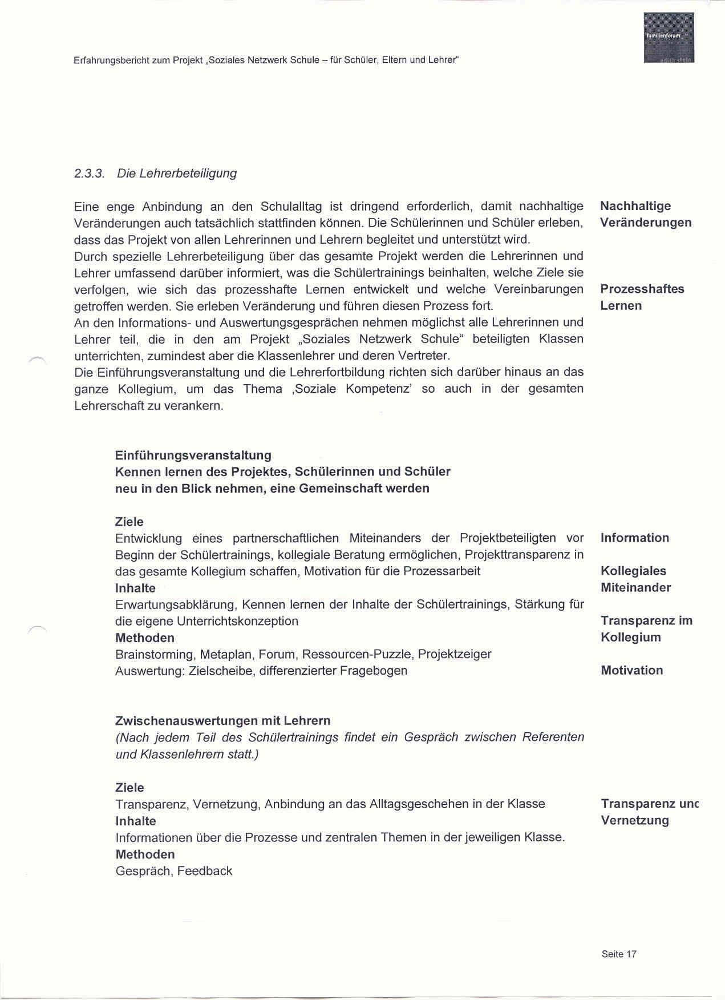 familienforum
edith stein
Erfahrungsbericht zum Projekt „Soziales Netzwerk Schule – für Schüler, Eltern und Lehrer“
2.3.3. Die Lehrerbeteiligung
Eine enge Anbindung an den Schulalltag ist dringend erforderlich, damit nachhaltige Nachhaltige
Veränderungen auch tatsächlich stattfinden können. Die Schülerinnen und Schüler erleben, Veränderungen
dass das Projekt von allen Lehrerinnen und Lehrern begleitet und unterstützt wird.
Durch spezielle Lehrerbeteiligung über das gesamte Projekt werden die Lehrerinnen und
Lehrer umfassend darüber informiert, was die Schülertrainings beinhalten, welche Ziele sie
verfolgen, wie sich das prozesshafte Lernen entwickelt und welche Vereinbarungen Prozesshaftes
getroffen werden. Sie erleben Veränderung und führen diesen Prozess fort. Lernen
An den Informations- und Auswertungsgesprächen nehmen möglichst alle Lehrerinnen und
Lehrer teil, die in den am Projekt „Soziales Netzwerk Schule“ beteiligten Klassen
unterrichten, zumindest aber die Klassenlehrer und deren Vertreter.
Die Einführungsveranstaltung und die Lehrerfortbildung richten sich darüber hinaus an das
ganze Kollegium, um das Thema ‚Soziale Kompetenz’ so auch in der gesamten
Lehrerschaft zu verankern.
Einführungsveranstaltung
Kennen lernen des Projektes, Schülerinnen und Schüler
neu in den Blick nehmen, eine Gemeinschaft werden
Ziele
Entwicklung eines partnerschaftlichen Miteinanders der Projektbeteiligten vor Information
Beginn der Schülertrainings, kollegiale Beratung ermöglichen, Projekttransparenz in
das gesamte Kollegium schaffen, Motivation für die Prozessarbeit Kollegiales
Inhalte Miteinander
Erwartungsabklärung, Kennen lernen der Inhalte der Schülertrainings, Stärkung für
die eigene Unterrichtskonzeption Transparenz im
Methoden Kollegium
Brainstorming, Metaplan, Forum, Ressourcen-Puzzle, Projektzeiger
Auswertung: Zielscheibe, differenzierter Fragebogen Motivation
Zwischenauswertungen mit Lehrern
(Nach jedem Teil des Schülertrainings findet ein Gespräch zwischen Referenten
und Klassenlehrern statt.)
Ziele
Transparenz, Vernetzung, Anbindung an das Alltagsgeschehen in der Klasse Transparenz und
Inhalte Vernetzung
Informationen über die Prozesse und zentralen Themen in der jeweiligen Klasse.
Methoden
Gespräch, Feedback
Seite 17